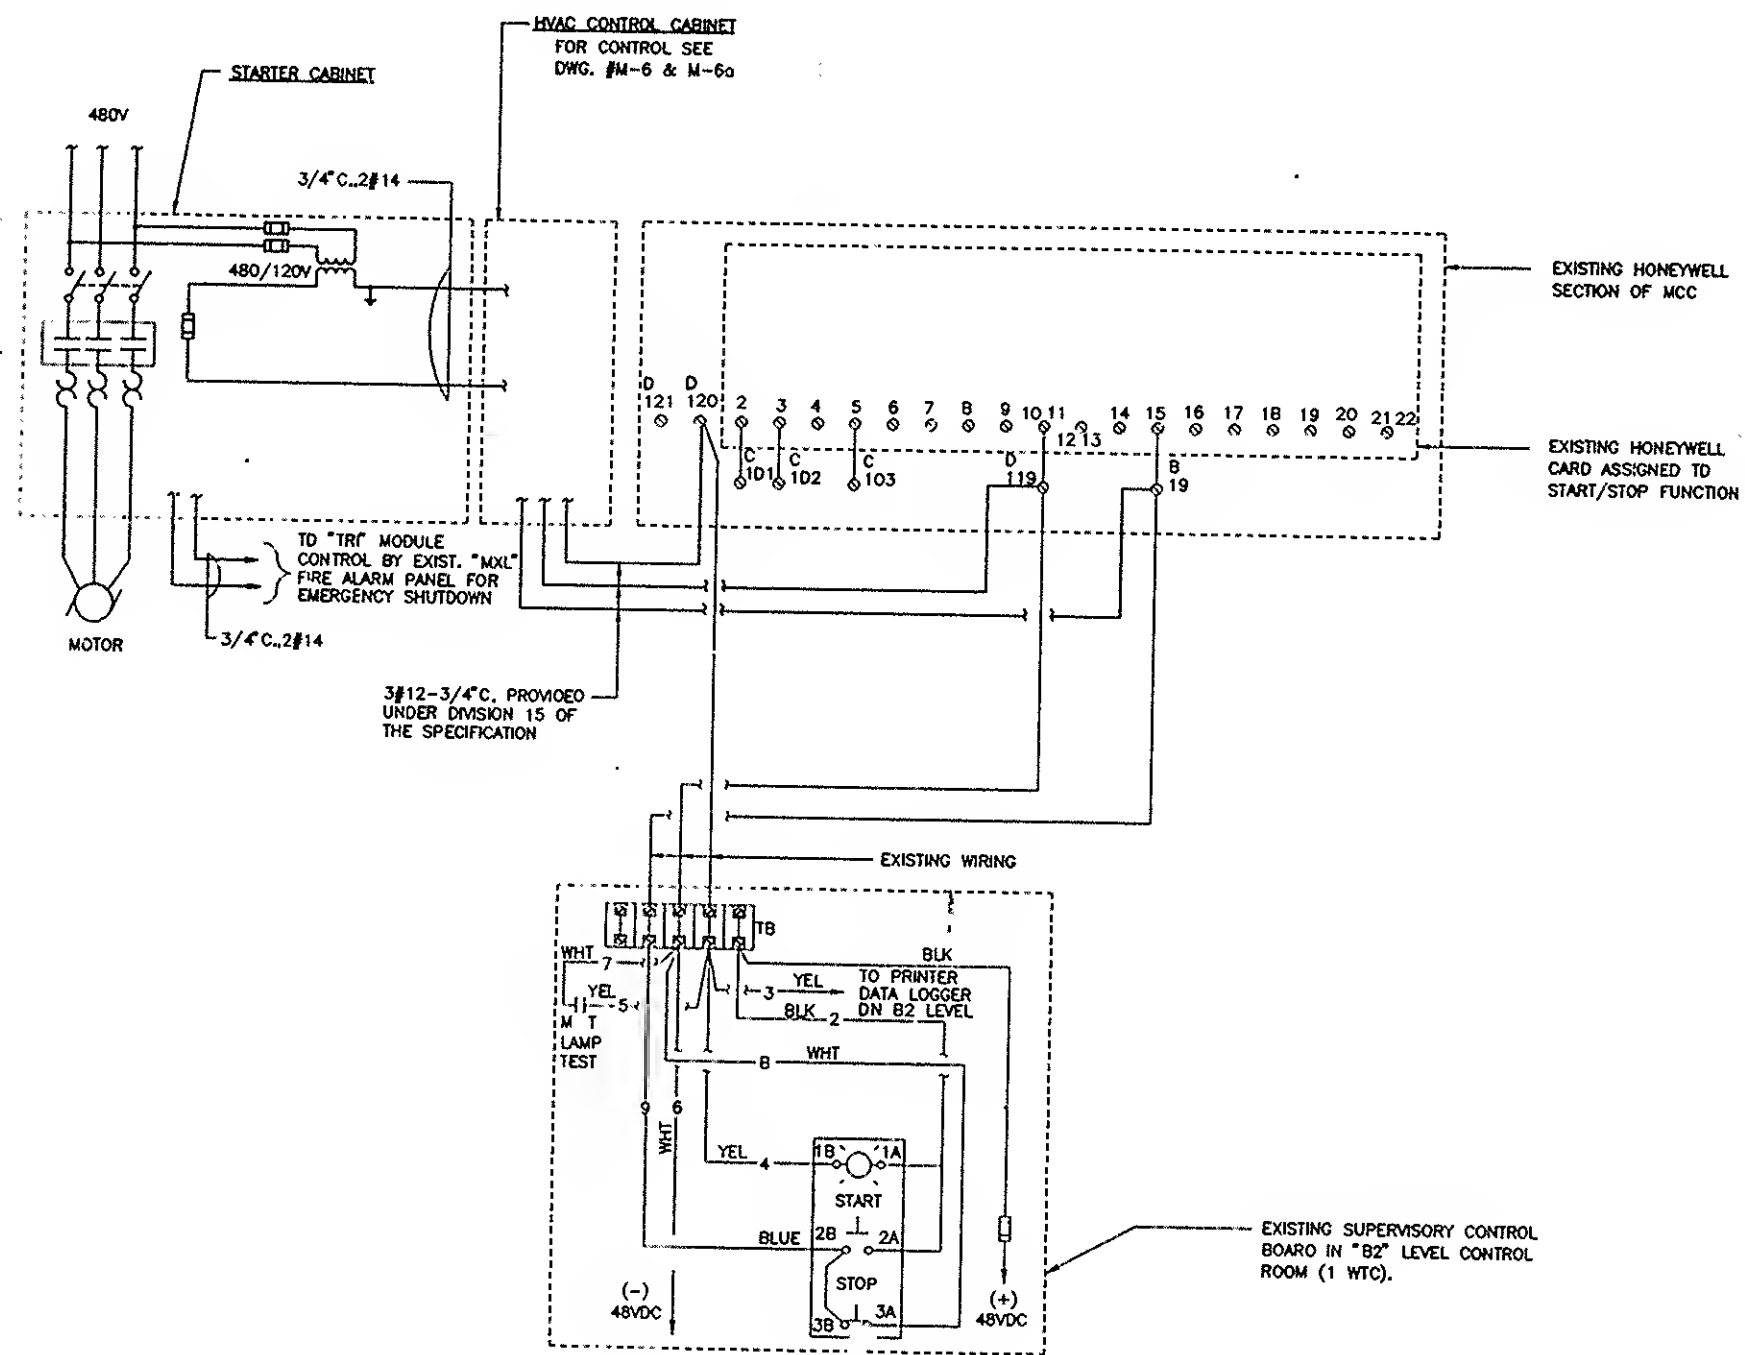 HVAC CONTROL CABINET
FOR CONTROL SEE
DWG. #M-6 & M-6a
STARTER CABINET
480V
3/4"C.,2#14
480/120V
EXISTING HONEYWELL
SECTION OF MCC
D
121
D
120
2
3
4
5
6
7
8
9
10 11
12 13
14
15
16
17
18
19
20
21 22
C
101
C
102
C
103
D
119
B
19
EXISTING HONEYWELL
CARD ASSIGNED TO
START/STOP FUNCTION
TO "TRI" MODULE
CONTROL BY EXIST. "MXL"
FIRE ALARM PANEL FOR
EMERGENCY SHUTDOWN
MOTOR
3/4"C.,2#14
3#12-3/4"C. PROVIDED
UNDER DIVISION 15 OF
THE SPECIFICATION
EXISTING WIRING
TB
WHT
7
YEL
5
M T
LAMP
TEST
BLK
3
YEL
TO PRINTER
DATA LOGGER
ON B2 LEVEL
BLK
2
8
WHT
9
6
WHT
YEL
4
1B
1A
START
BLUE
2B
2A
STOP
3B
3A
(-)
48VDC
(+)
48VDC
EXISTING SUPERVISORY CONTROL
BOARD IN "B2" LEVEL CONTROL
ROOM (1 WTC).